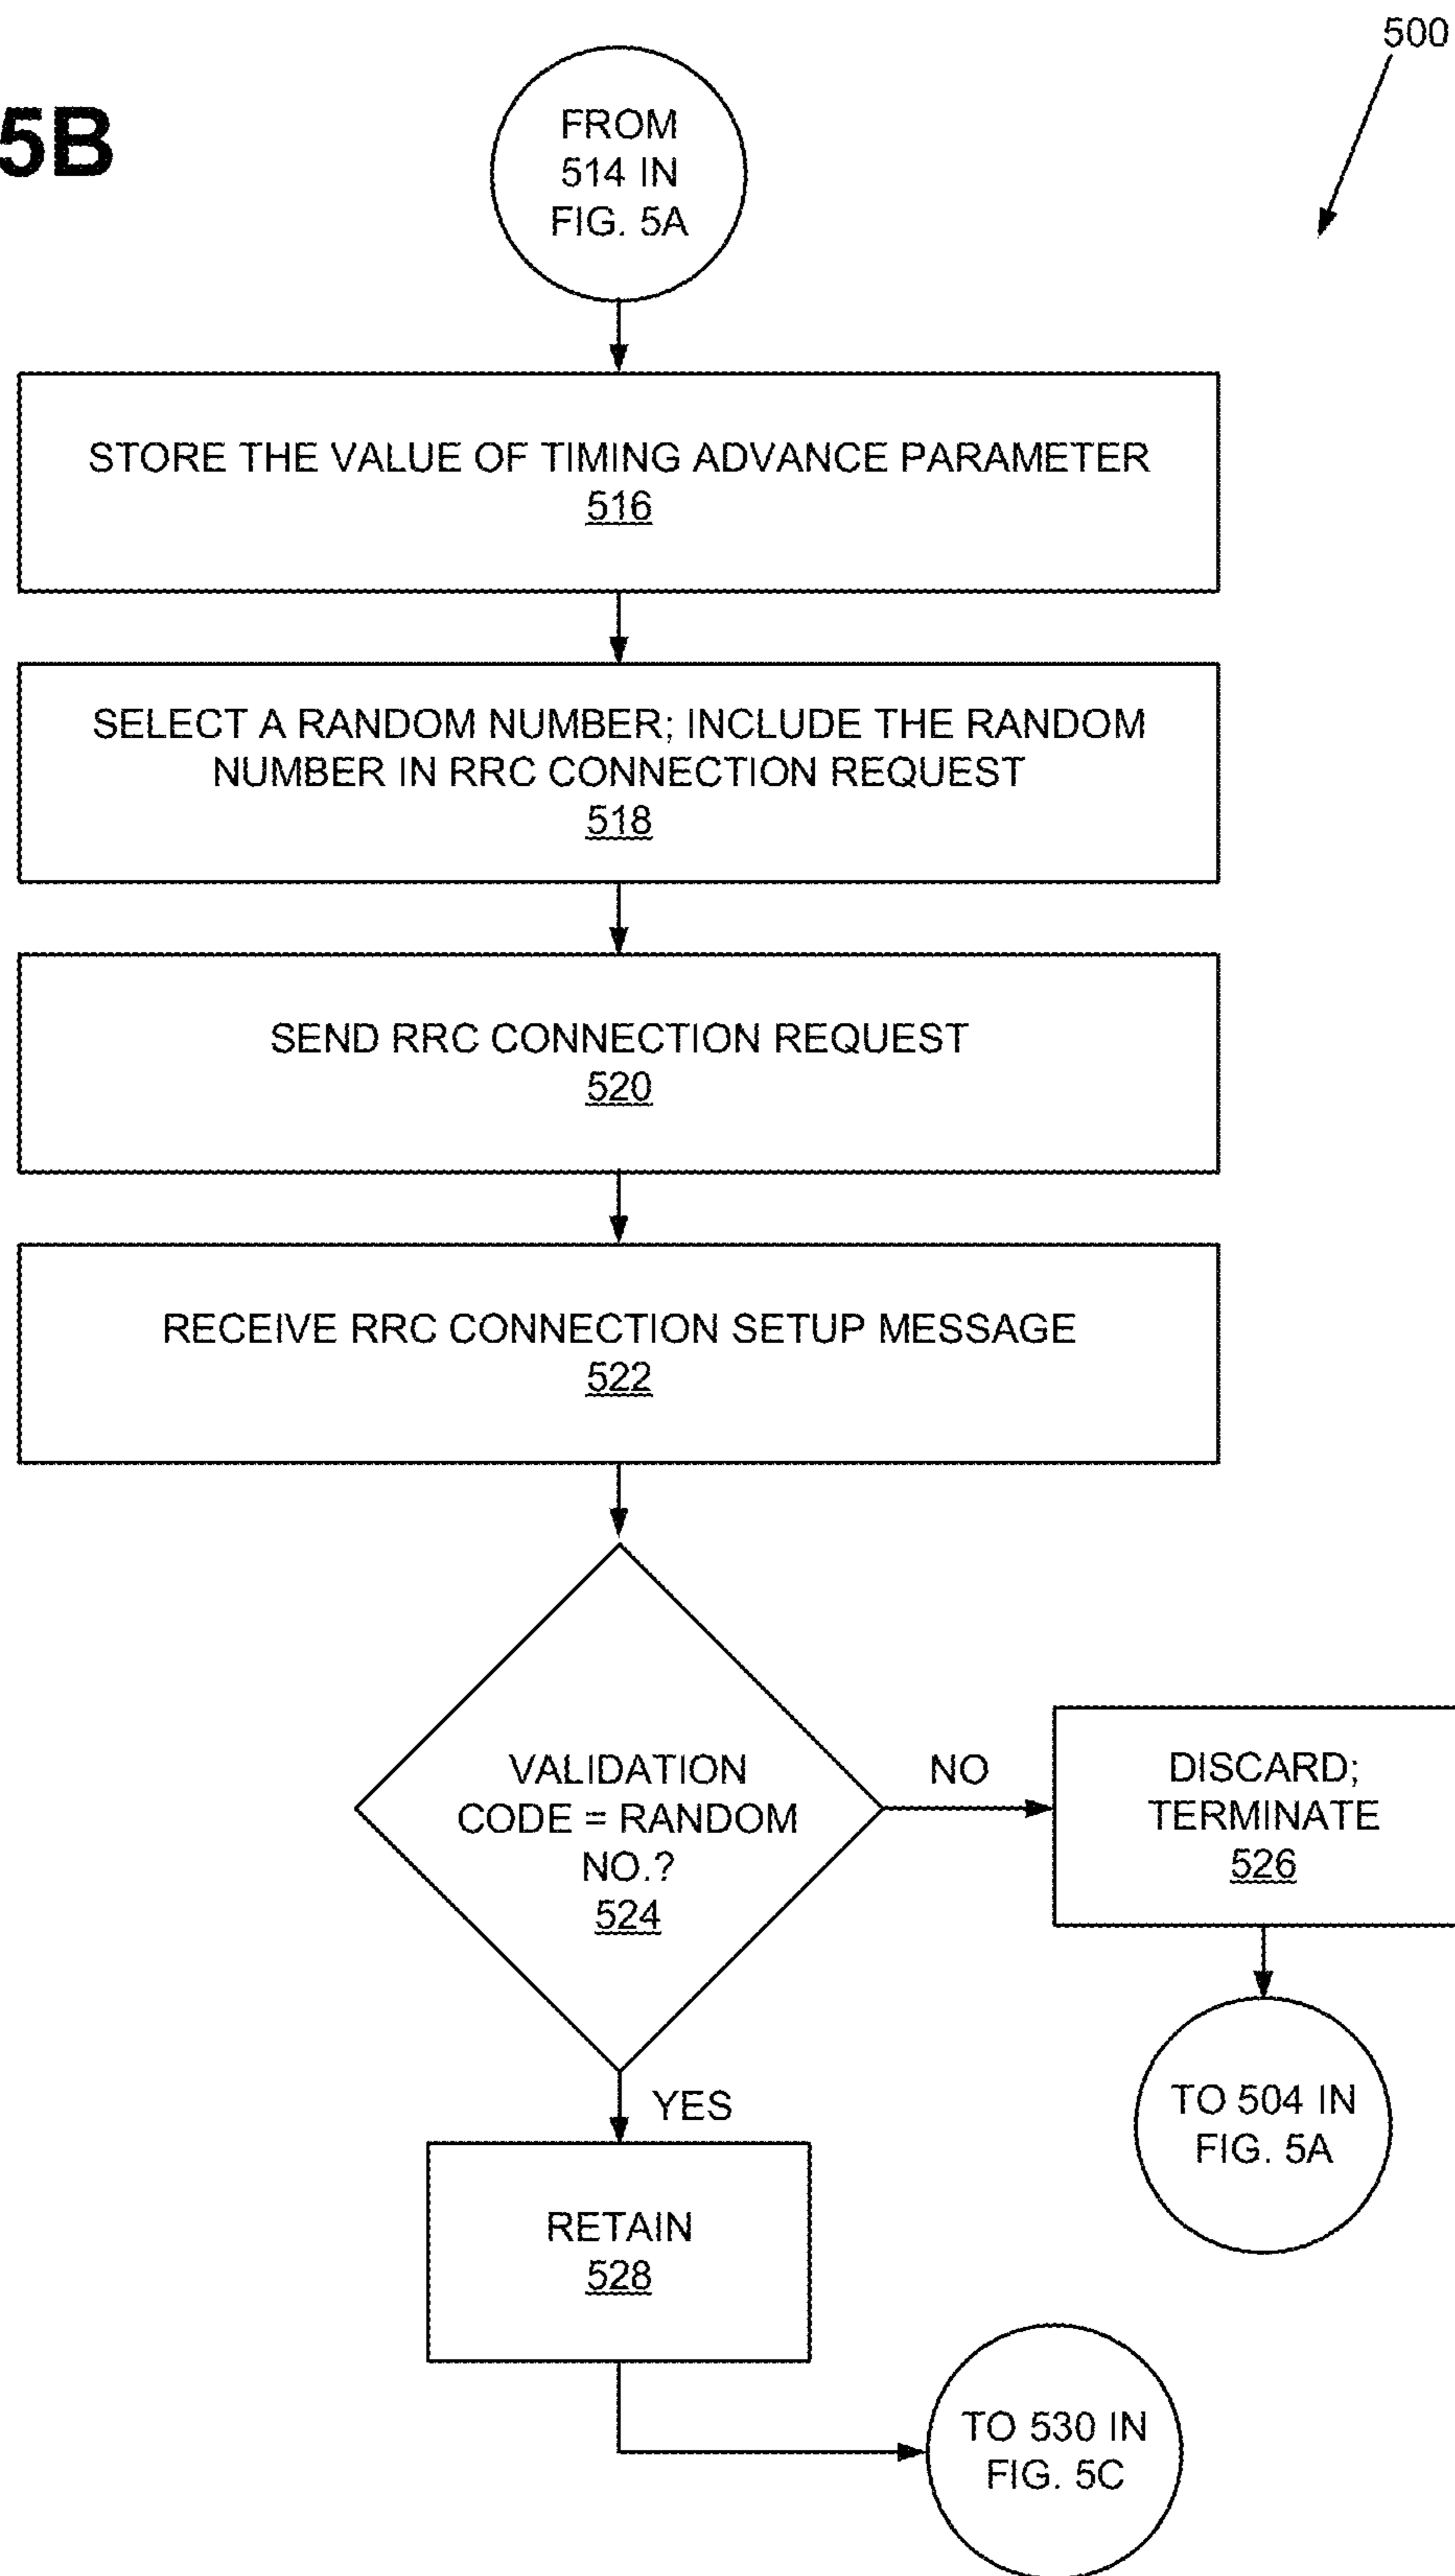 500
5B
FROM
514 IN
FIG. 5A
STORE THE VALUE OF TIMING ADVANCE PARAMETER
516
SELECT A RANDOM NUMBER; INCLUDE THE RANDOM
NUMBER IN RRC CONNECTION REQUEST
518
SEND RRC CONNECTION REQUEST
520
RECEIVE RRC CONNECTION SETUP MESSAGE
522
VALIDATION
CODE = RANDOM
NO.?
524
NO
DISCARD;
TERMINATE
526
TO 504 IN
FIG. 5A
YES
RETAIN
528
TO 530 IN
FIG. 5C